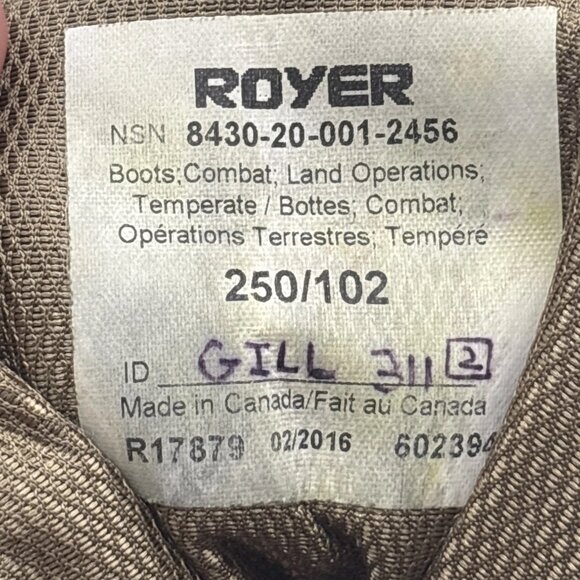 ROYER
NSN 8430-20-001-2456
Boots;Combat; Land Operations;
Temperate / Bottes; Combat,
Opérations Terrestres; Tempéré
250/102
ID GILL 311 2
Made in Canada/Fait au Canada
R17879 02/2016 602394